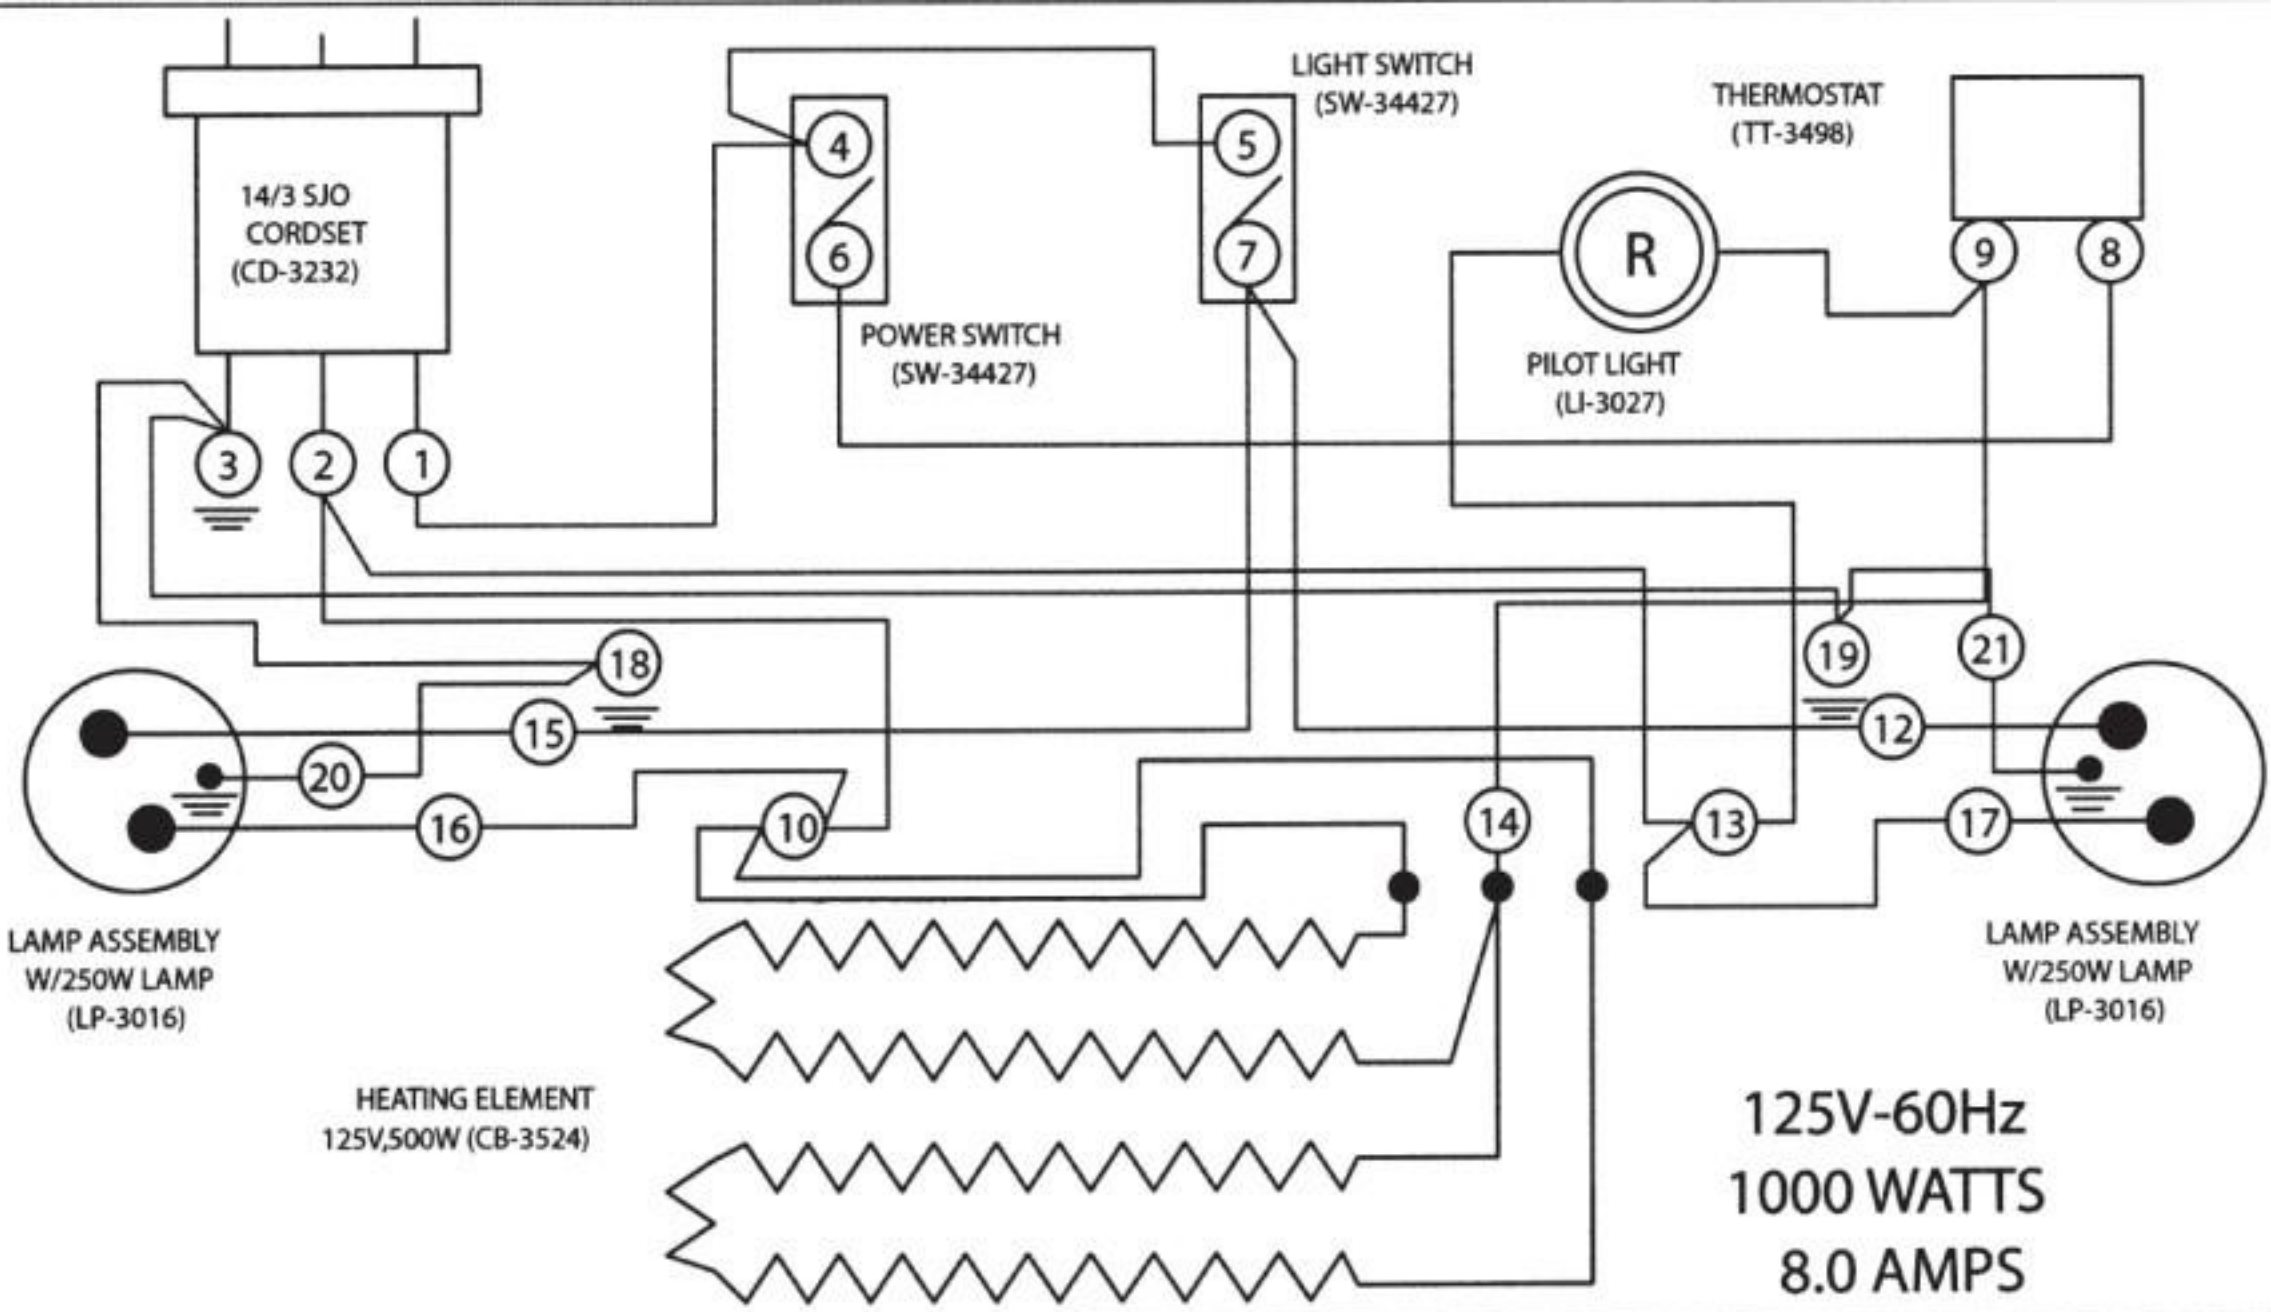 14/3 SJO
CORDSET
(CD-3232)
4
6
POWER SWITCH
(SW-34427)
LIGHT SWITCH
(SW-34427)
5
7
THERMOSTAT
(TT-3498)
R
PILOT LIGHT
(LI-3027)
9
8
3
2
1
18
19
21
15
12
20
16
10
14
13
17
LAMP ASSEMBLY
W/250W LAMP
(LP-3016)
LAMP ASSEMBLY
W/250W LAMP
(LP-3016)
HEATING ELEMENT
125V,500W (CB-3524)
125V-60Hz
1000 WATTS
8.0 AMPS